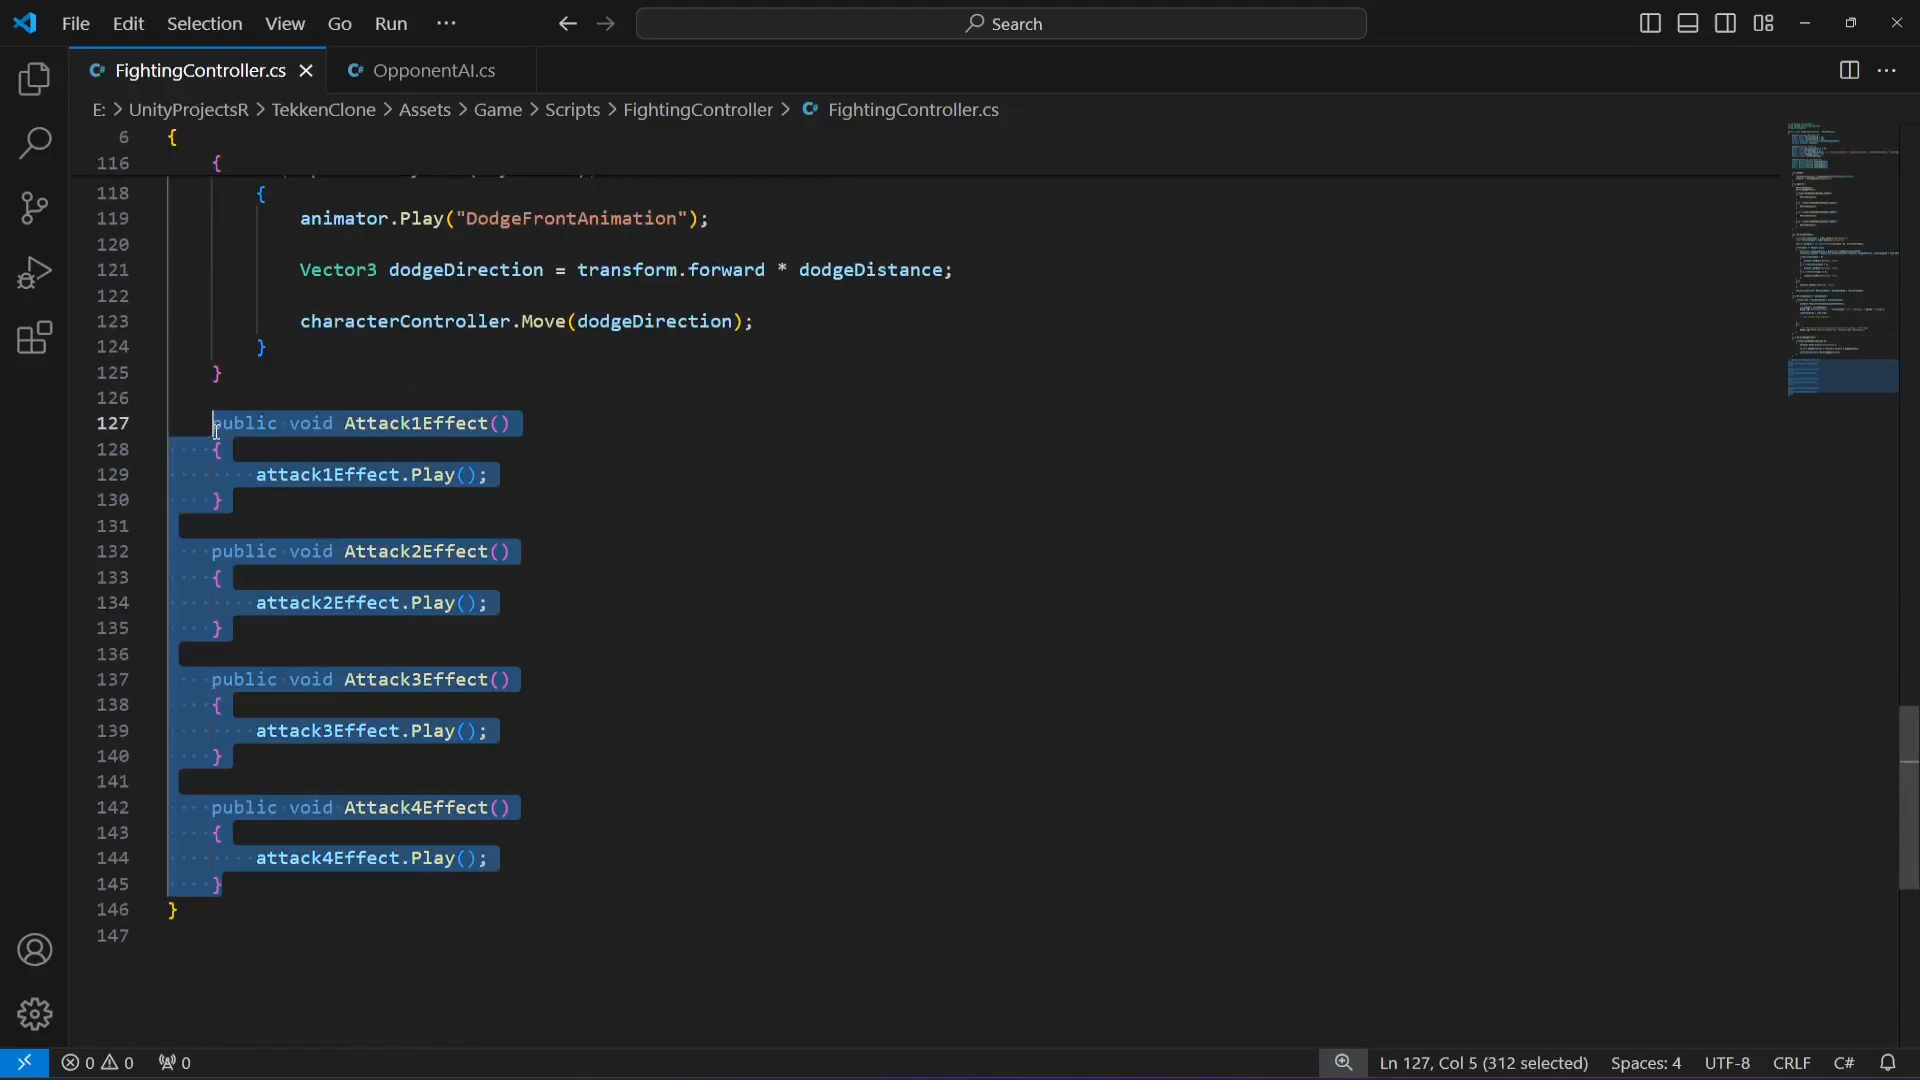 File Edit Selection View Go Run ··· Search
FightingController.cs OpponentAI.cs
E: > UnityProjectsR > TekkenClone > Assets > Game > Scripts > FightingController > FightingController.cs
6 {
116 {
118 {
119 animator.Play("DodgeFrontAnimation");
120
121 Vector3 dodgeDirection = transform.forward * dodgeDistance;
122
123 characterController.Move(dodgeDirection);
124 }
125 }
126
127 public void Attack1Effect()
128 {
129 attack1Effect.Play();
130 }
131
132 public void Attack2Effect()
133 {
134 attack2Effect.Play();
135 }
136
137 public void Attack3Effect()
138 {
139 attack3Effect.Play();
140 }
141
142 public void Attack4Effect()
143 {
144 attack4Effect.Play();
145 }
146 }
147
0 0 0 Ln 127, Col 5 (312 selected) Spaces: 4 UTF-8 CRLF C#